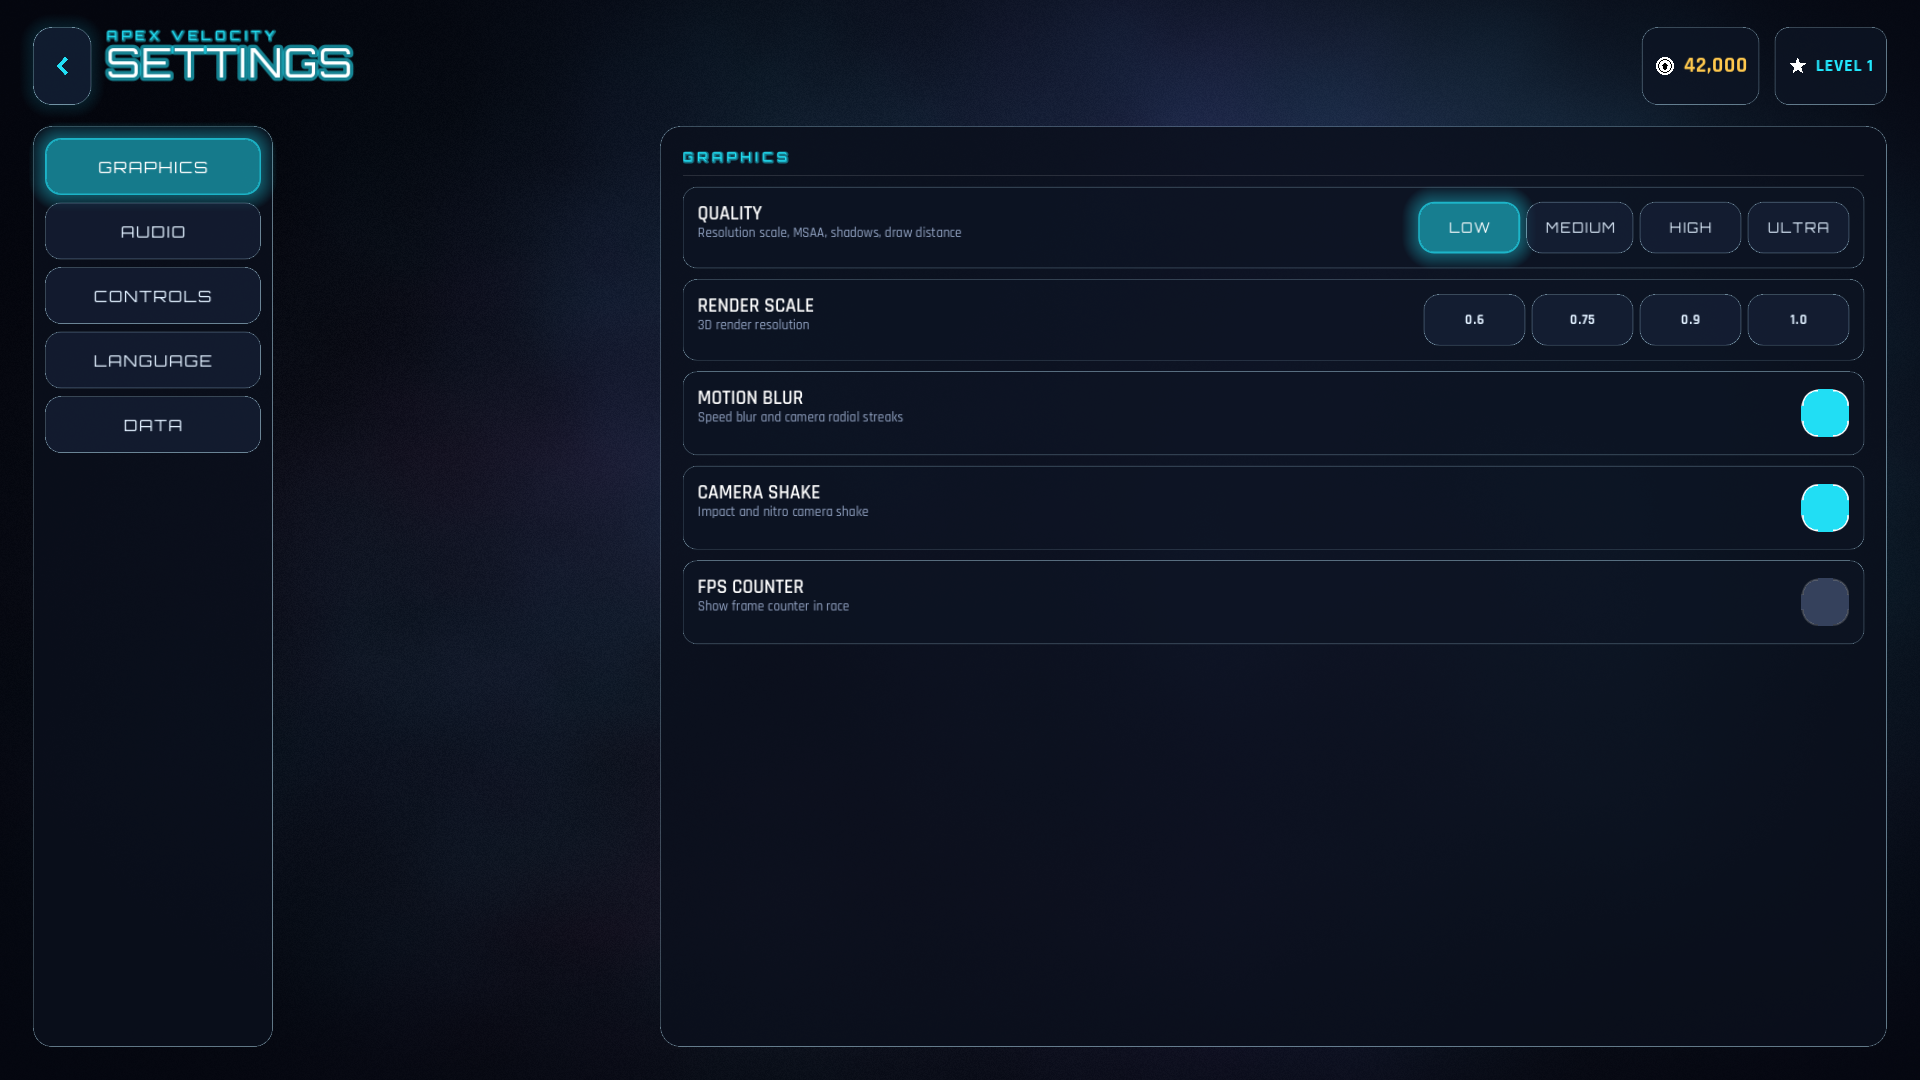 APEX VELOCITY
SETTINGS
42,000
LEVEL 1
GRAPHICS
AUDIO
CONTROLS
LANGUAGE
DATA
GRAPHICS
QUALITY
Resolution scale, MSAA, shadows, draw distance
LOW
MEDIUM
HIGH
ULTRA
RENDER SCALE
3D render resolution
0.6
0.75
0.9
1.0
MOTION BLUR
Speed blur and camera radial streaks
CAMERA SHAKE
Impact and nitro camera shake
FPS COUNTER
Show frame counter in race